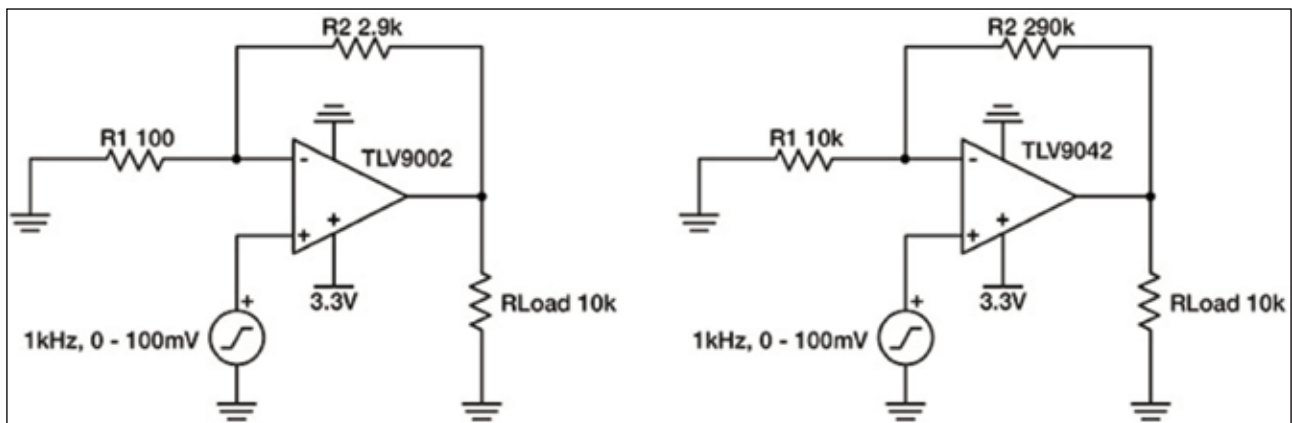 R2 2.9k
R1 100
-
TLV9002
+
+
3.3V
+
RLoad 10k
1kHz, 0 - 100mV
R2 290k
R1 10k
-
TLV9042
+
+
3.3V
+
RLoad 10k
1kHz, 0 - 100mV